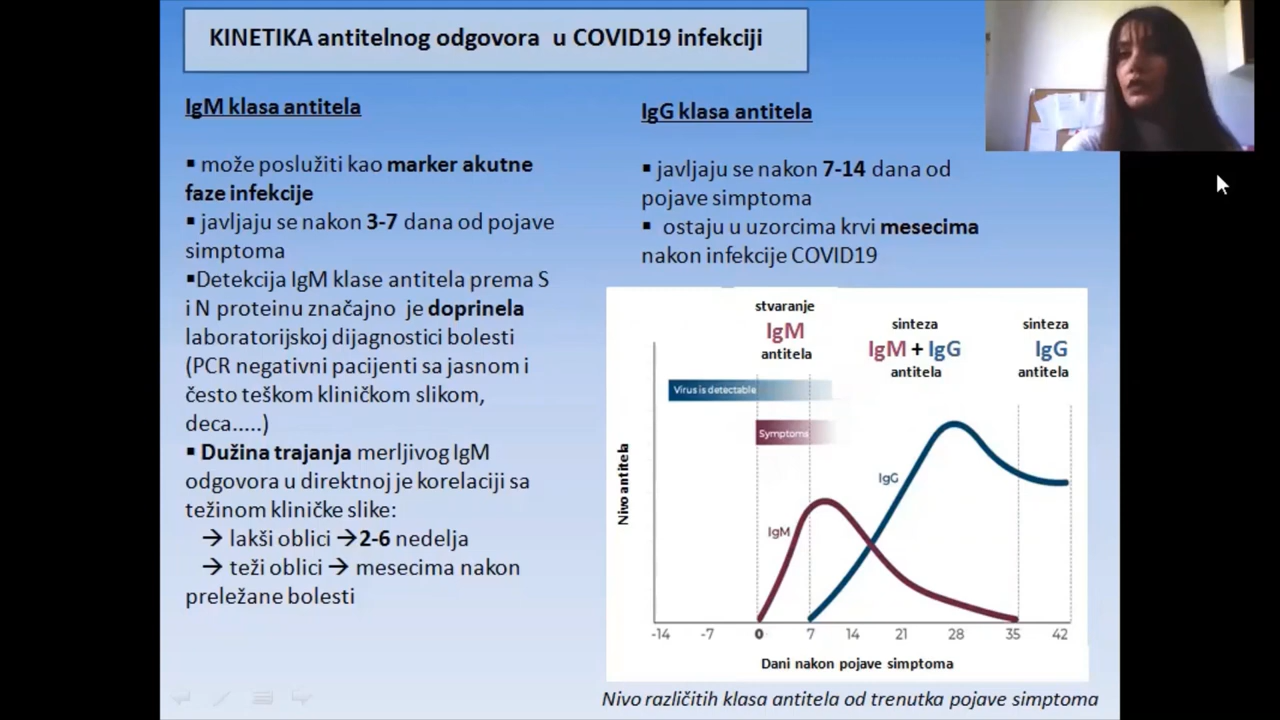 KINETIKA antitelnog odgovora u COVID19 infekciji
IgM klasa antitela
▪ može poslužiti kao marker akutne
faze infekcije
▪ javljaju se nakon 3-7 dana od pojave
simptoma
▪Detekcija IgM klase antitela prema S
i N proteinu značajno je doprinela
laboratorijskoj dijagnostici bolesti
(PCR negativni pacijenti sa jasnom i
često teškom kliničkom slikom,
deca.....)
▪ Dužina trajanja merljivog IgM
odgovora u direktnoj je korelaciji sa
težinom kliničke slike:
→ lakši oblici →2-6 nedelja
→ teži oblici → mesecima nakon
preležane bolesti
IgG klasa antitela
▪ javljaju se nakon 7-14 dana od
pojave simptoma
▪ ostaju u uzorcima krvi mesecima
nakon infekcije COVID19
stvaranje
IgM
antitela
sinteza
IgM + IgG
antitela
sinteza
IgG
antitela
Virus is detectable
Symptoms
Nivo antitela
IgG
IgM
-14 -7 0 7 14 21 28 35 42
Dani nakon pojave simptoma
Nivo različitih klasa antitela od trenutka pojave simptoma